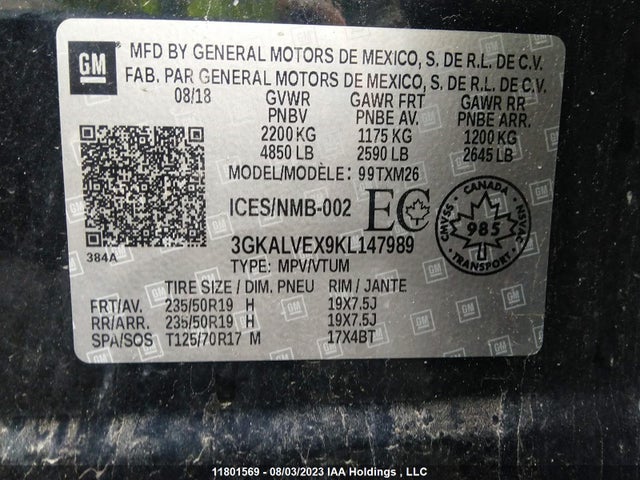 GM
MFD BY GENERAL MOTORS DE MEXICO, S. DE R.L. DE C.V.
FAB. PAR GENERAL MOTORS DE MEXICO, S. DE R.L. DE C.V.
08/18 GVWR GAWR FRT GAWR RR
PNBV PNBE AV. PNBE ARR.
2200 KG 1175 KG 1200 KG
4850 LB 2590 LB 2645 LB
MODEL/MODÈLE: 99TXM26
ICES/NMB-002 EC
CANADA
985
TRANSPORT
384A
3GKALVEX9KL147989
TYPE: MPV/VTUM
TIRE SIZE / DIM. PNEU RIM / JANTE
FRT/AV. 235/50R19 H 19X7.5J
RR/ARR. 235/50R19 H 19X7.5J
SPA/SOS T125/70R17 M 17X4BT
11801569 - 08/03/2023 IAA Holdings , LLC